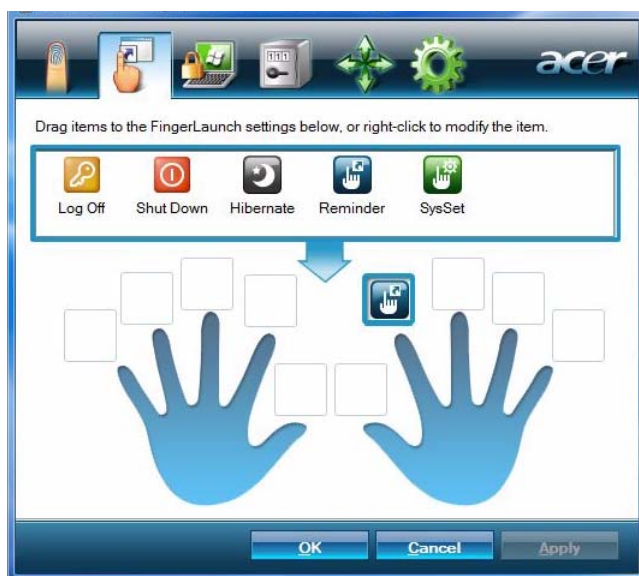 acer
Drag items to the FingerLaunch settings below, or right-click to modify the item.
Log Off Shut Down Hibernate Reminder SysSet
OK Cancel Apply